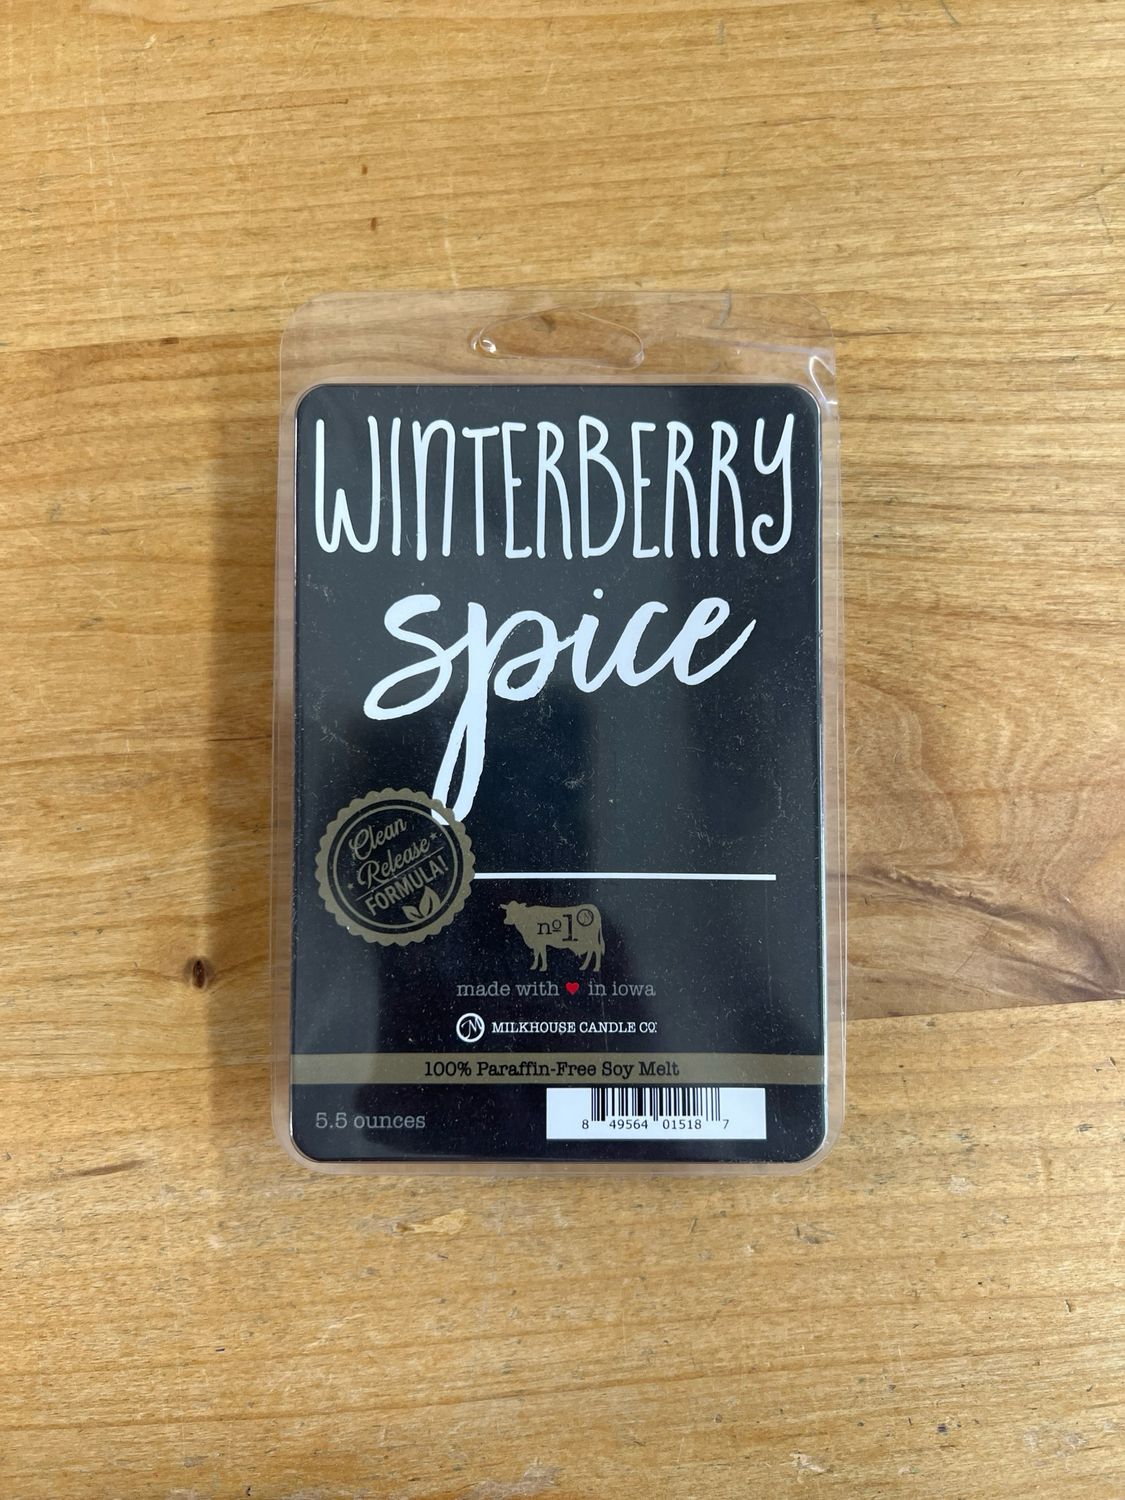 WINTERBERRY
spice
Clean
Release
FORMULA!
nº1
made with ♥ in iowa
MILKHOUSE CANDLE CO.
100% Paraffin-Free Soy Melt
5.5 ounces
8 49564 01518 7